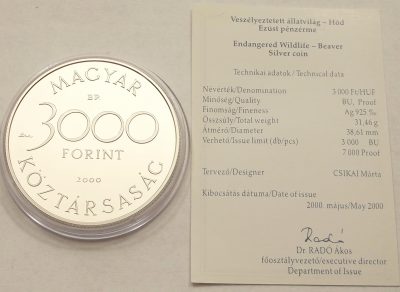 MAGYAR
BP.
3000
FORINT
2000
KÖZTÁRSASÁG
Veszélyeztetett állatvilág – Hód
Ezüst pénzérme
Endangered Wildlife – Beaver
Silver coin
Technikai adatok / Technical data
Névérték/Denomination 3 000 Ft/HUF
Minőség/Quality BU, Proof
Finomság/Fineness Ag 925 ‰
Összsúly/Total weight 31,46 g
Átmérő/Diameter 38,61 mm
Verhető/Issue limit (db/pcs) 3 000 BU
7 000 Proof
Tervező/Designer CSIKAI Márta
Kibocsátás dátuma/Date of issue
2000. május/May 2000
Radó
Dr. RADÓ Ákos
főosztályvezető/executive director
Department of Issue